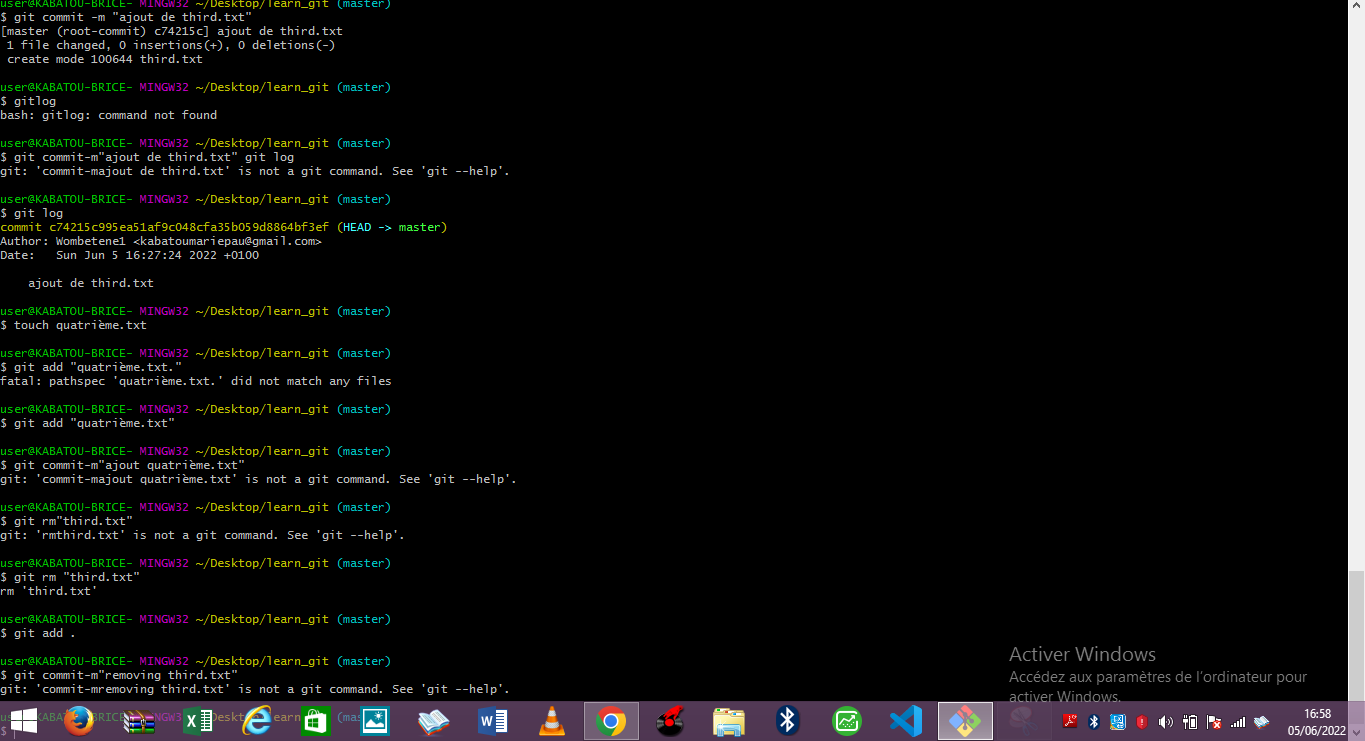 user@KABATOU-BRICE- MINGW32 ~/Desktop/learn_git (master)
$ git commit -m "ajout de third.txt"
[master (root-commit) c74215c] ajout de third.txt
 1 file changed, 0 insertions(+), 0 deletions(-)
 create mode 100644 third.txt
user@KABATOU-BRICE- MINGW32 ~/Desktop/learn_git (master)
$ gitlog
bash: gitlog: command not found
user@KABATOU-BRICE- MINGW32 ~/Desktop/learn_git (master)
$ git commit-m"ajout de third.txt" git log
git: 'commit-majout de third.txt' is not a git command. See 'git --help'.
user@KABATOU-BRICE- MINGW32 ~/Desktop/learn_git (master)
$ git log
commit c74215c995ea51af9c048cfa35b059d8864bf3ef (HEAD -> master)
Author: Wombetene1 <kabatoumariepau@gmail.com>
Date:   Sun Jun 5 16:27:24 2022 +0100
    ajout de third.txt
user@KABATOU-BRICE- MINGW32 ~/Desktop/learn_git (master)
$ touch quatrième.txt
user@KABATOU-BRICE- MINGW32 ~/Desktop/learn_git (master)
$ git add "quatrième.txt."
fatal: pathspec 'quatrième.txt.' did not match any files
user@KABATOU-BRICE- MINGW32 ~/Desktop/learn_git (master)
$ git add "quatrième.txt"
user@KABATOU-BRICE- MINGW32 ~/Desktop/learn_git (master)
$ git commit-m"ajout quatrième.txt"
git: 'commit-majout quatrième.txt' is not a git command. See 'git --help'.
user@KABATOU-BRICE- MINGW32 ~/Desktop/learn_git (master)
$ git rm"third.txt"
git: 'rmthird.txt' is not a git command. See 'git --help'.
user@KABATOU-BRICE- MINGW32 ~/Desktop/learn_git (master)
$ git rm "third.txt"
rm 'third.txt'
user@KABATOU-BRICE- MINGW32 ~/Desktop/learn_git (master)
$ git add .
user@KABATOU-BRICE- MINGW32 ~/Desktop/learn_git (master)
$ git commit-m"removing third.txt"
git: 'commit-mremoving third.txt' is not a git command. See 'git --help'.
Activer Windows
Accédez aux paramètres de l'ordinateur pour
activer Windows.
16:58
05/06/2022